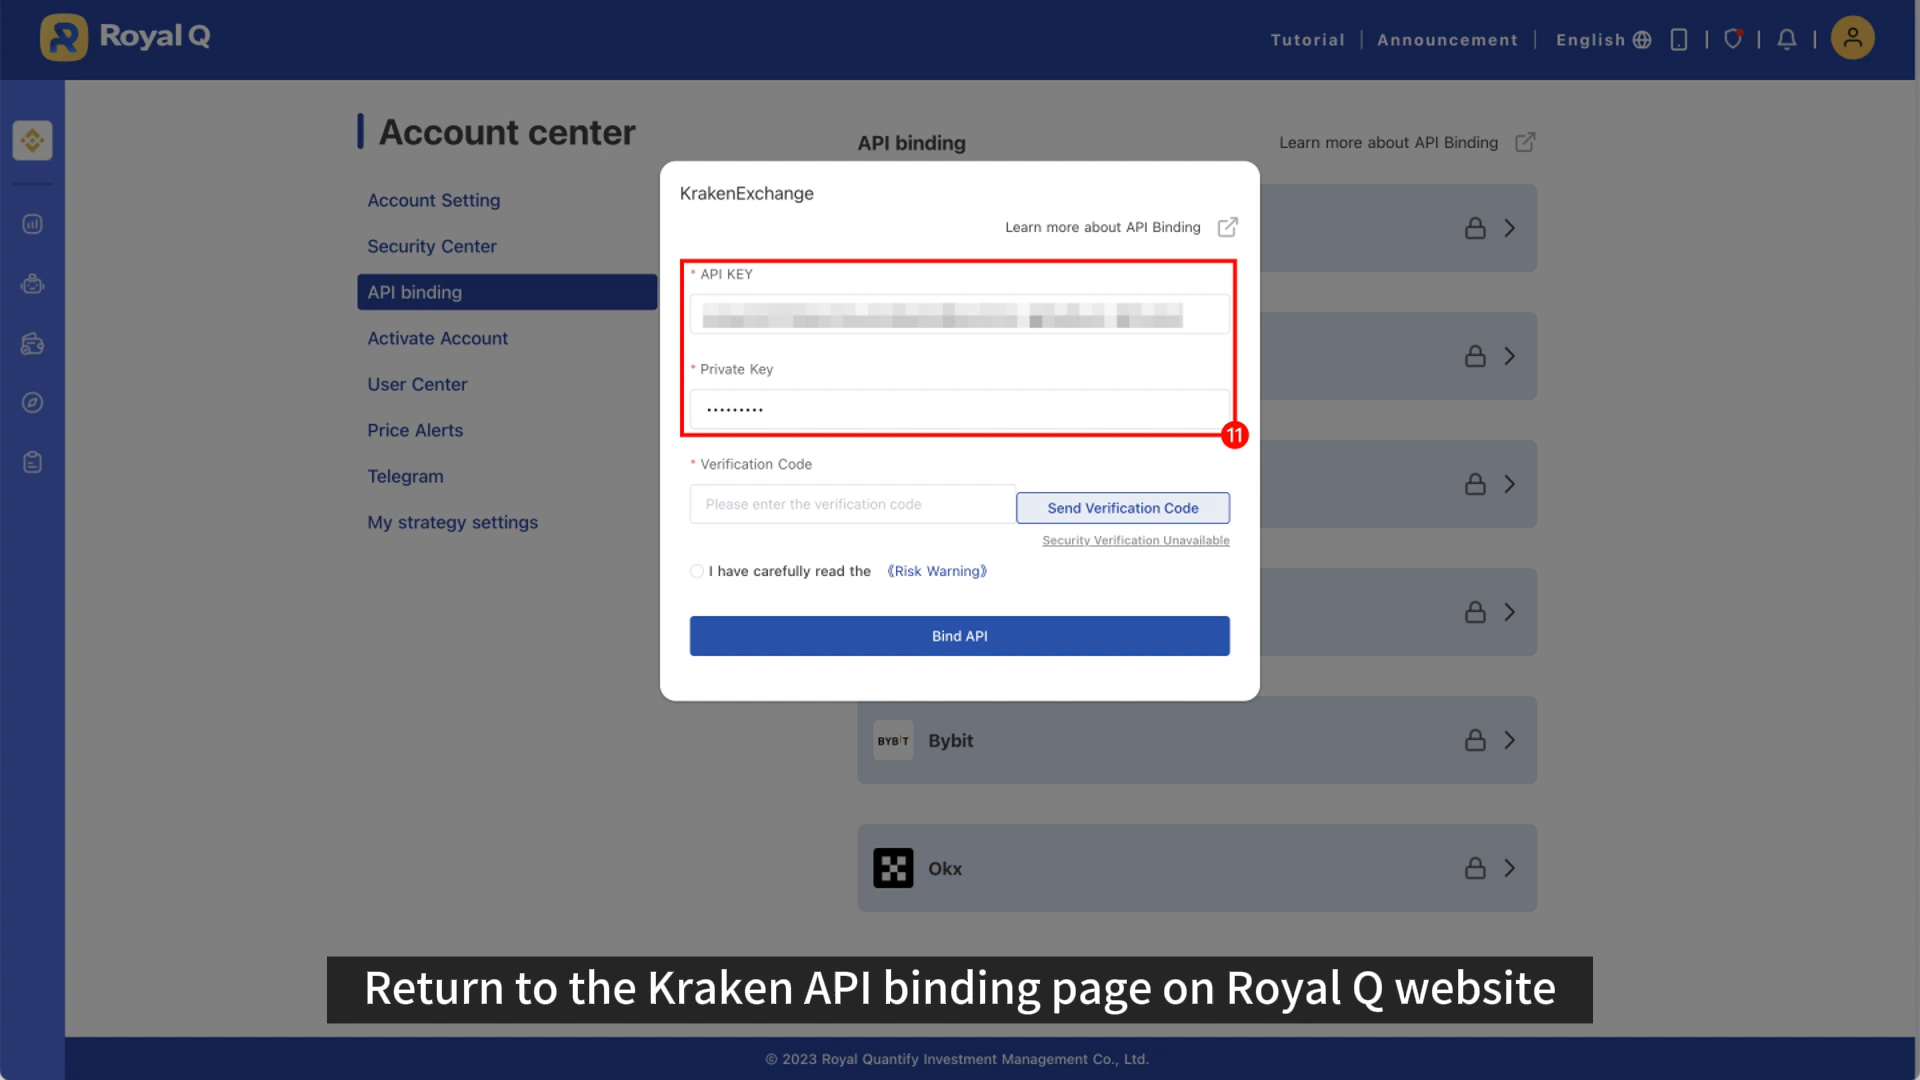 Royal Q
Tutorial | Announcement | English
Account center
Account Setting
Security Center
API binding
Activate Account
User Center
Price Alerts
Telegram
My strategy settings
API binding
Learn more about API Binding
KrakenExchange
Learn more about API Binding
* API KEY
* Private Key
•••••••••
11
* Verification Code
Please enter the verification code
Send Verification Code
Security Verification Unavailable
I have carefully read the 《Risk Warning》
Bind API
BYBIT Bybit
Okx
Return to the Kraken API binding page on Royal Q website
© 2023 Royal Quantify Investment Management Co., Ltd.